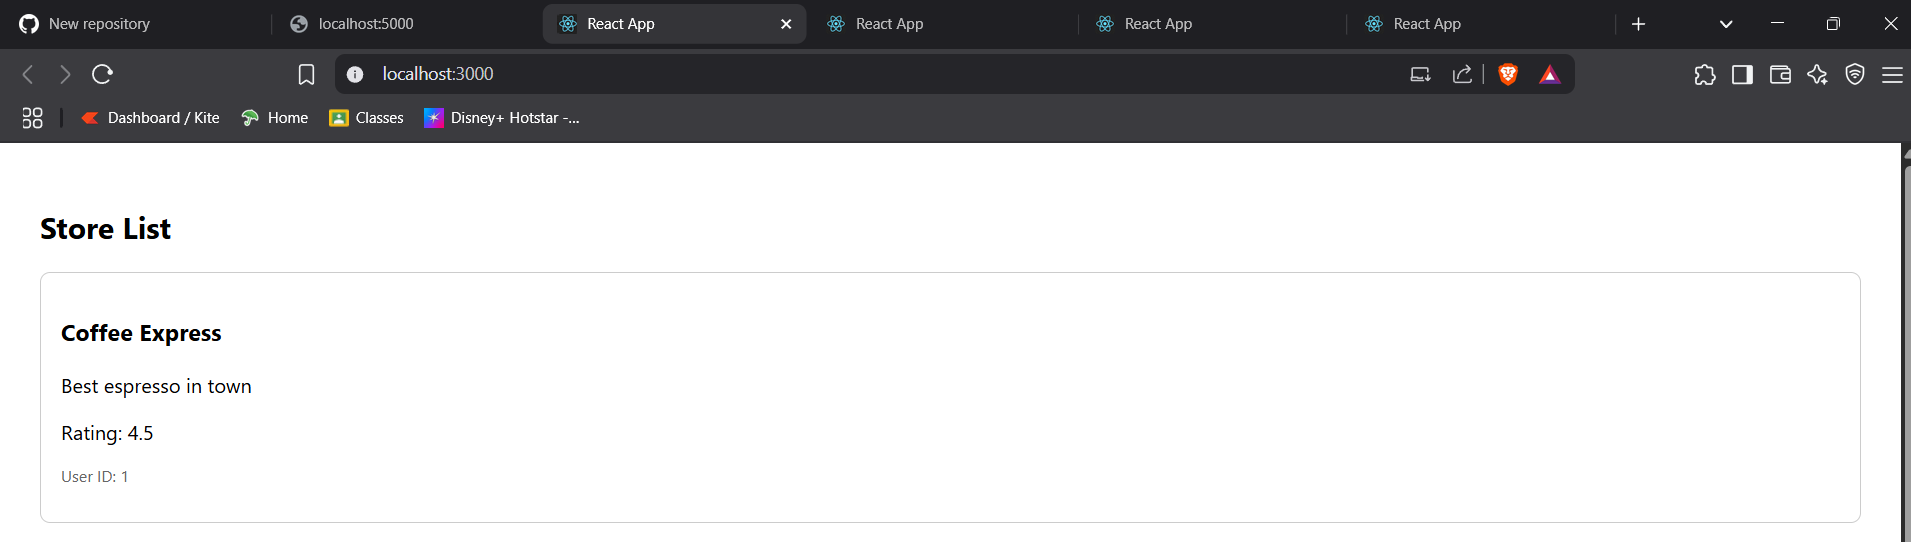 New repository
localhost:5000
React App
React App
React App
React App
localhost:3000
Dashboard / Kite
Home
Classes
Disney+ Hotstar -...
Store List
Coffee Express
Best espresso in town
Rating: 4.5
User ID: 1